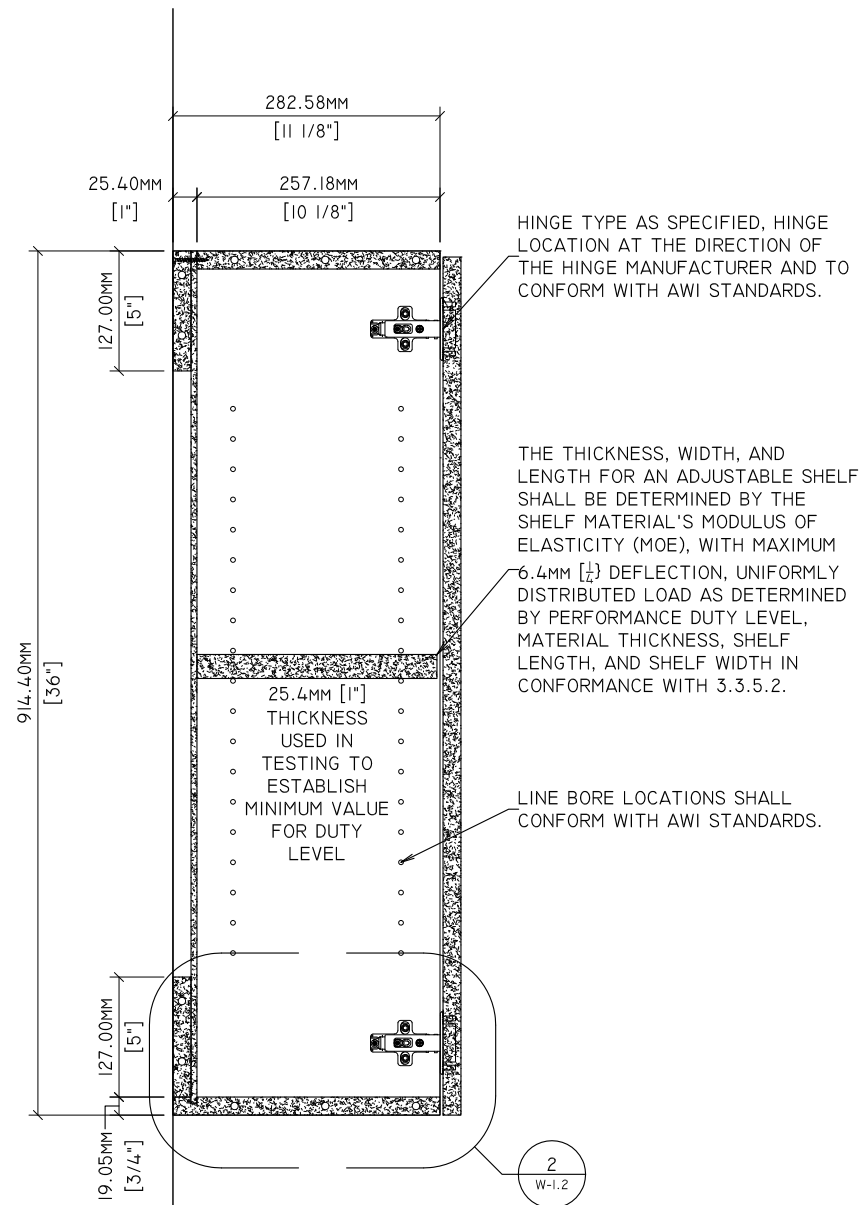 282.58MM
[11 1/8"]
25.40MM
[1"]
257.18MM
[10 1/8"]
HINGE TYPE AS SPECIFIED, HINGE
LOCATION AT THE DIRECTION OF
THE HINGE MANUFACTURER AND TO
CONFORM WITH AWI STANDARDS.
127.00MM
[5"]
THE THICKNESS, WIDTH, AND
LENGTH FOR AN ADJUSTABLE SHELF
SHALL BE DETERMINED BY THE
SHELF MATERIAL'S MODULUS OF
ELASTICITY (MOE), WITH MAXIMUM
6.4MM [1/4} DEFLECTION, UNIFORMLY
DISTRIBUTED LOAD AS DETERMINED
BY PERFORMANCE DUTY LEVEL,
MATERIAL THICKNESS, SHELF
LENGTH, AND SHELF WIDTH IN
CONFORMANCE WITH 3.3.5.2.
914.40MM
[36"]
25.4MM [1"]
THICKNESS
USED IN
TESTING TO
ESTABLISH
MINIMUM VALUE
FOR DUTY
LEVEL
LINE BORE LOCATIONS SHALL
CONFORM WITH AWI STANDARDS.
127.00MM
[5"]
19.05MM
[3/4"]
2
W-1.2